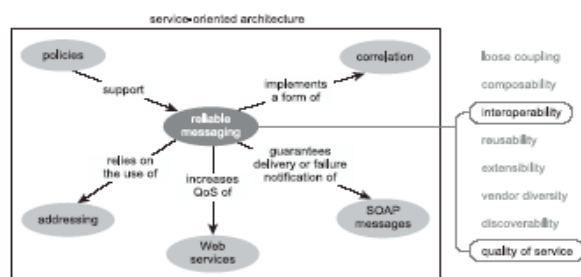 service-oriented architecture
policies
correlation
support
implements
a form of
reliable
messaging
relies on
the use of
increases
QoS of
guarantees
delivery or failure
notification of
addressing
Web
services
SOAP
messages
loose coupling
composability
interoperability
reusability
extensibility
vendor diversity
discoverability
quality of service